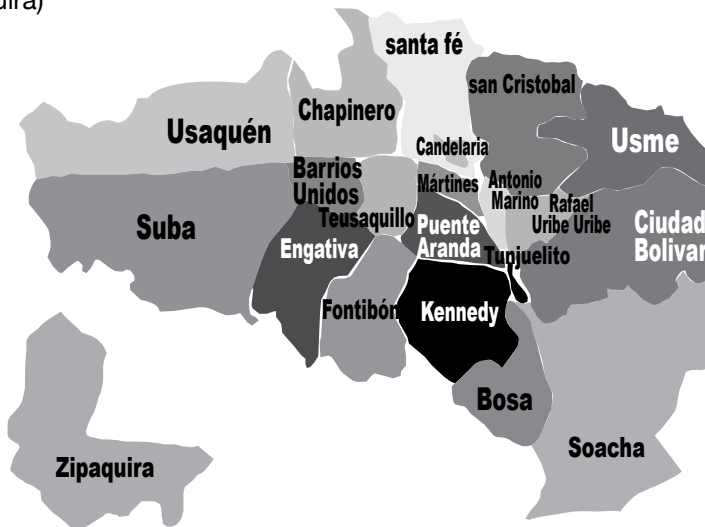 uira)
santa fé
san Cristobal
Chapinero
Usaquén
Usme
Candelaria
Barrios
Unidos
Mártines
Antonio
Marino
Rafael
Uribe Uribe
Teusaquillo
Suba
Puente
Aranda
Ciudad
Bolivar
Engativa
Tunjuelito
Fontibón
Kennedy
Bosa
Soacha
Zipaquira